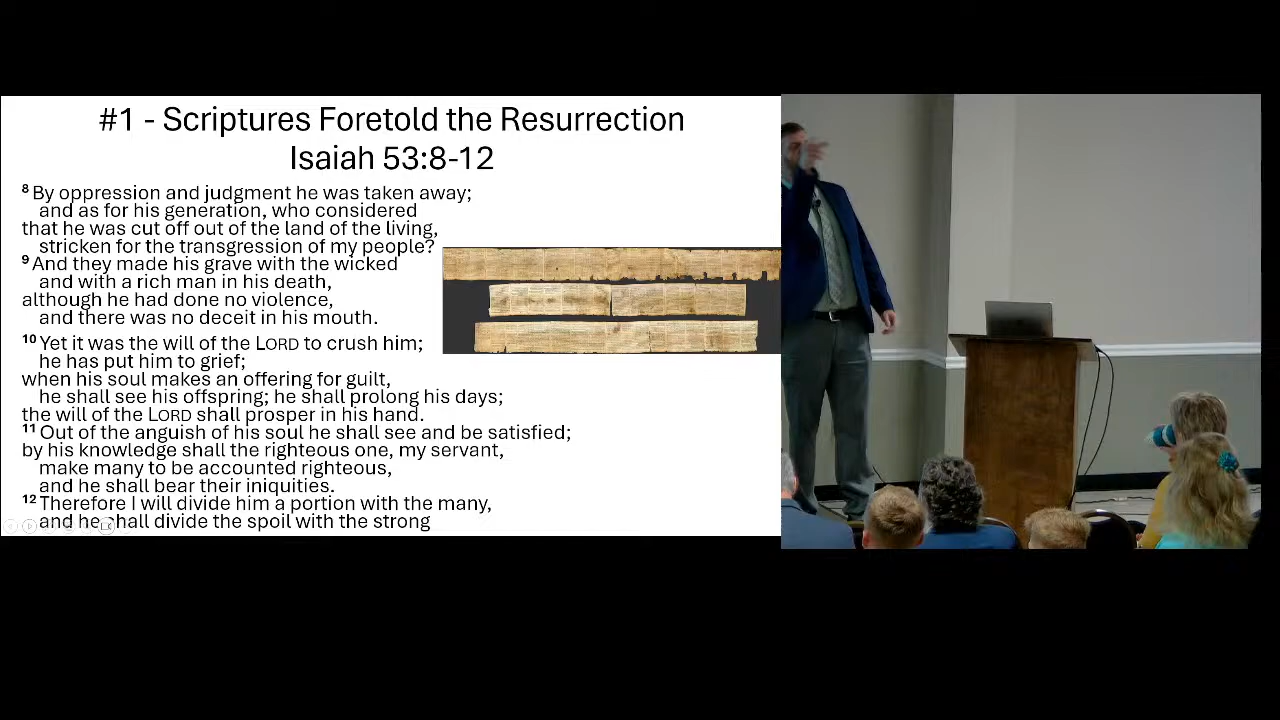 #1 - Scriptures Foretold the Resurrection
Isaiah 53:8-12
8 By oppression and judgment he was taken away;
and as for his generation, who considered
that he was cut off out of the land of the living,
stricken for the transgression of my people?
9 And they made his grave with the wicked
and with a rich man in his death,
although he had done no violence,
and there was no deceit in his mouth.
10 Yet it was the will of the LORD to crush him;
he has put him to grief;
when his soul makes an offering for guilt,
he shall see his offspring; he shall prolong his days;
the will of the LORD shall prosper in his hand.
11 Out of the anguish of his soul he shall see and be satisfied;
by his knowledge shall the righteous one, my servant,
make many to be accounted righteous,
and he shall bear their iniquities.
12 Therefore I will divide him a portion with the many,
and he shall divide the spoil with the strong